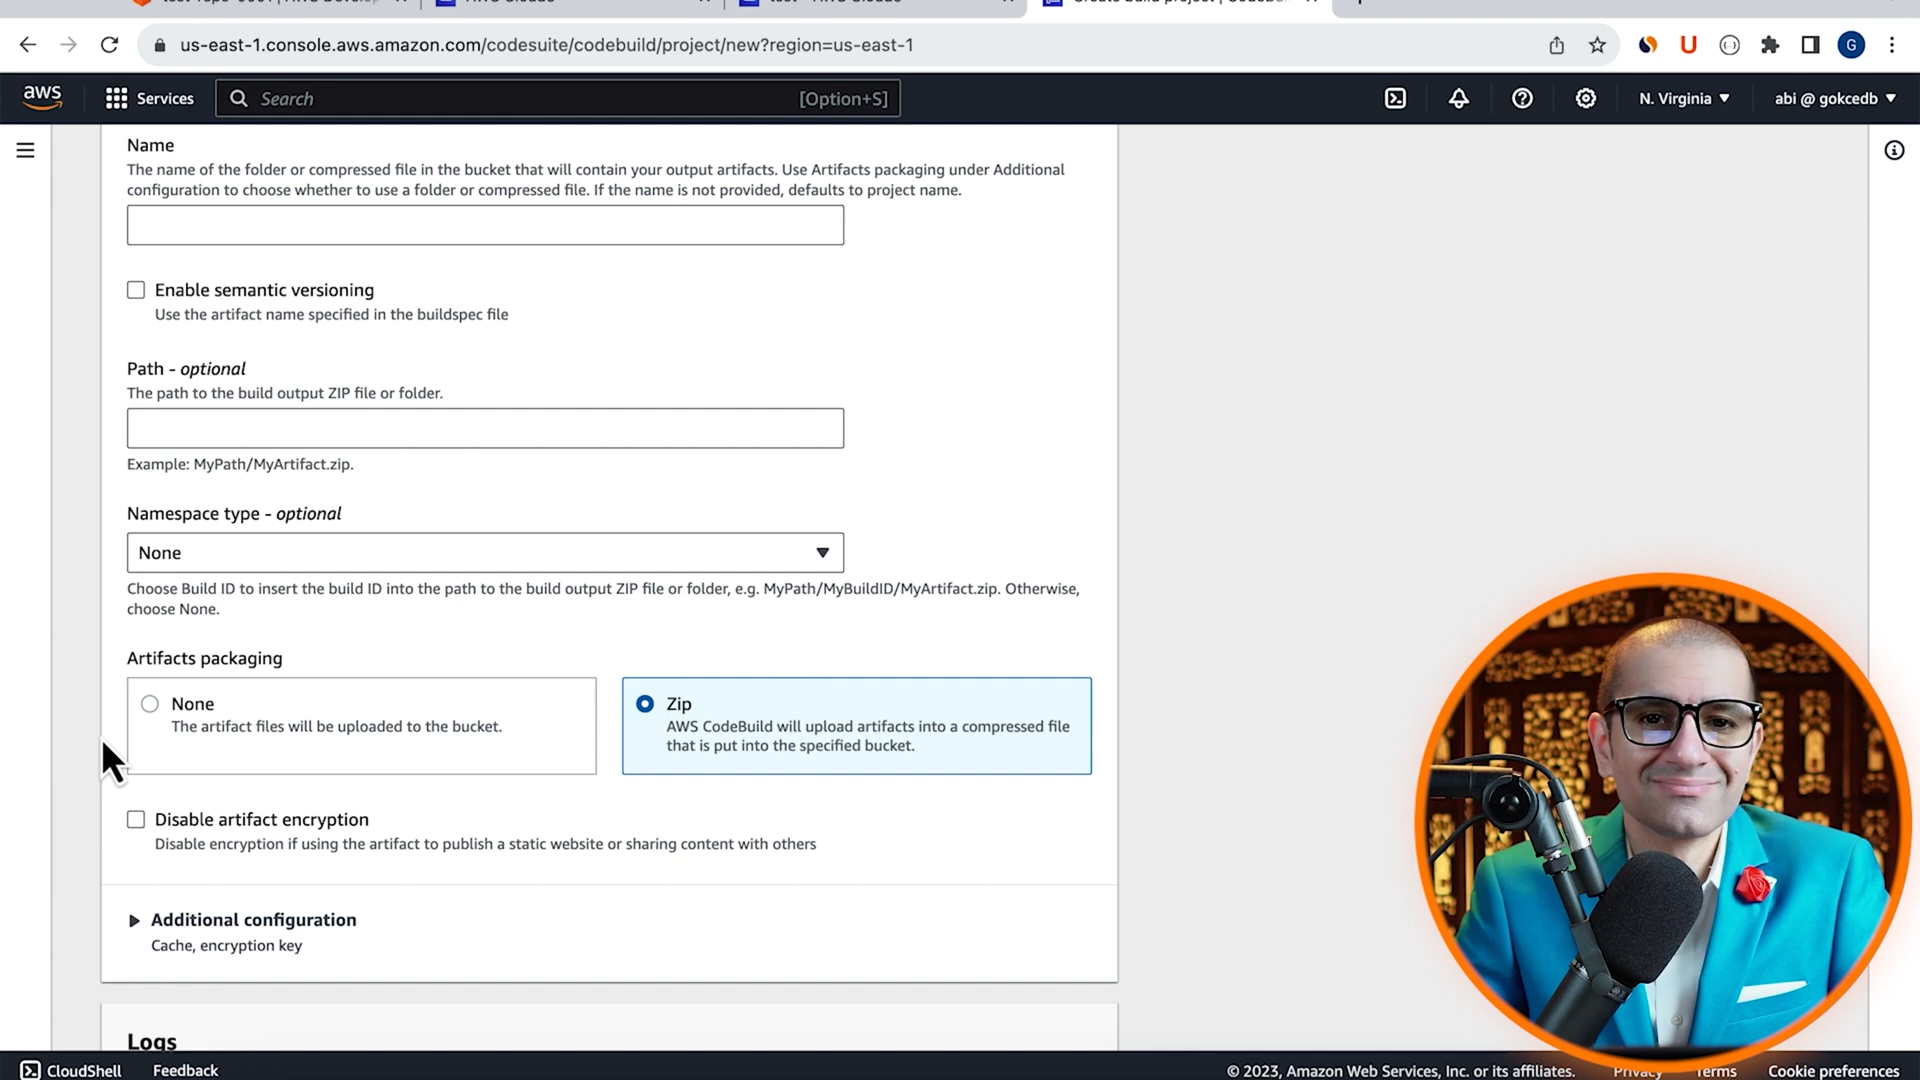 us-east-1.console.aws.amazon.com/codesuite/codebuild/project/new?region=us-east-1
G
aws
Services
Search
[Option+S]
N. Virginia
abi @ gokcedb
Name
The name of the folder or compressed file in the bucket that will contain your output artifacts. Use Artifacts packaging under Additional
configuration to choose whether to use a folder or compressed file. If the name is not provided, defaults to project name.
Enable semantic versioning
Use the artifact name specified in the buildspec file
Path - optional
The path to the build output ZIP file or folder.
Example: MyPath/MyArtifact.zip.
Namespace type - optional
None
Choose Build ID to insert the build ID into the path to the build output ZIP file or folder, e.g. MyPath/MyBuildID/MyArtifact.zip. Otherwise,
choose None.
Artifacts packaging
None
The artifact files will be uploaded to the bucket.
Zip
AWS CodeBuild will upload artifacts into a compressed file
that is put into the specified bucket.
Disable artifact encryption
Disable encryption if using the artifact to publish a static website or sharing content with others
Additional configuration
Cache, encryption key
Logs
CloudShell
Feedback
© 2023, Amazon Web Services, Inc. or its affiliates.
Privacy
Terms
Cookie preferences